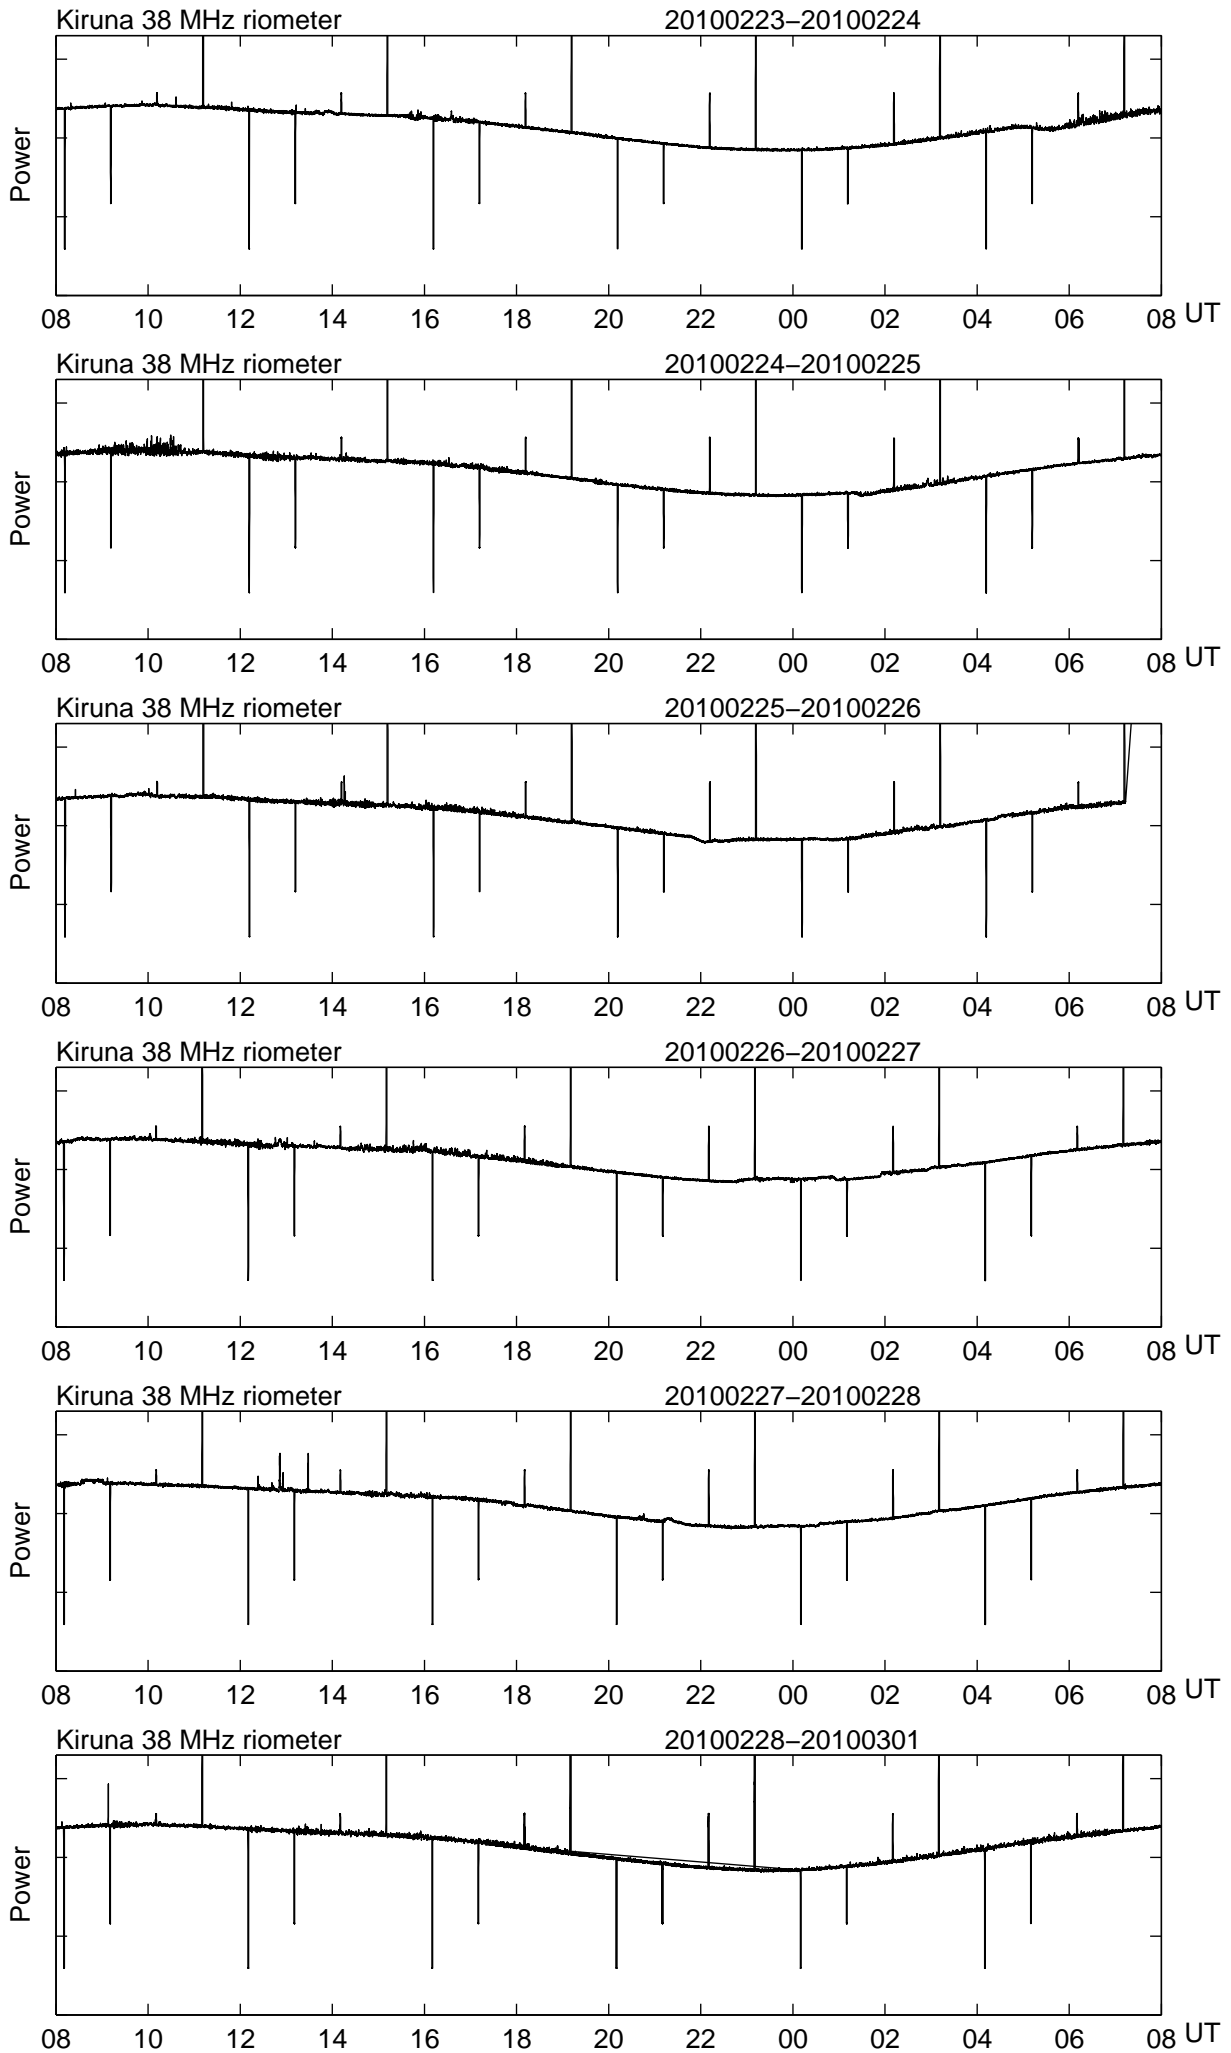 Kiruna 38 MHz riometer 20100223−20100224
Power
08 10 12 14 16 18 20 22 00 02 04 06 08 UT
Kiruna 38 MHz riometer 20100224−20100225
Power
08 10 12 14 16 18 20 22 00 02 04 06 08 UT
Kiruna 38 MHz riometer 20100225−20100226
Power
08 10 12 14 16 18 20 22 00 02 04 06 08 UT
Kiruna 38 MHz riometer 20100226−20100227
Power
08 10 12 14 16 18 20 22 00 02 04 06 08 UT
Kiruna 38 MHz riometer 20100227−20100228
Power
08 10 12 14 16 18 20 22 00 02 04 06 08 UT
Kiruna 38 MHz riometer 20100228−20100301
Power
08 10 12 14 16 18 20 22 00 02 04 06 08 UT